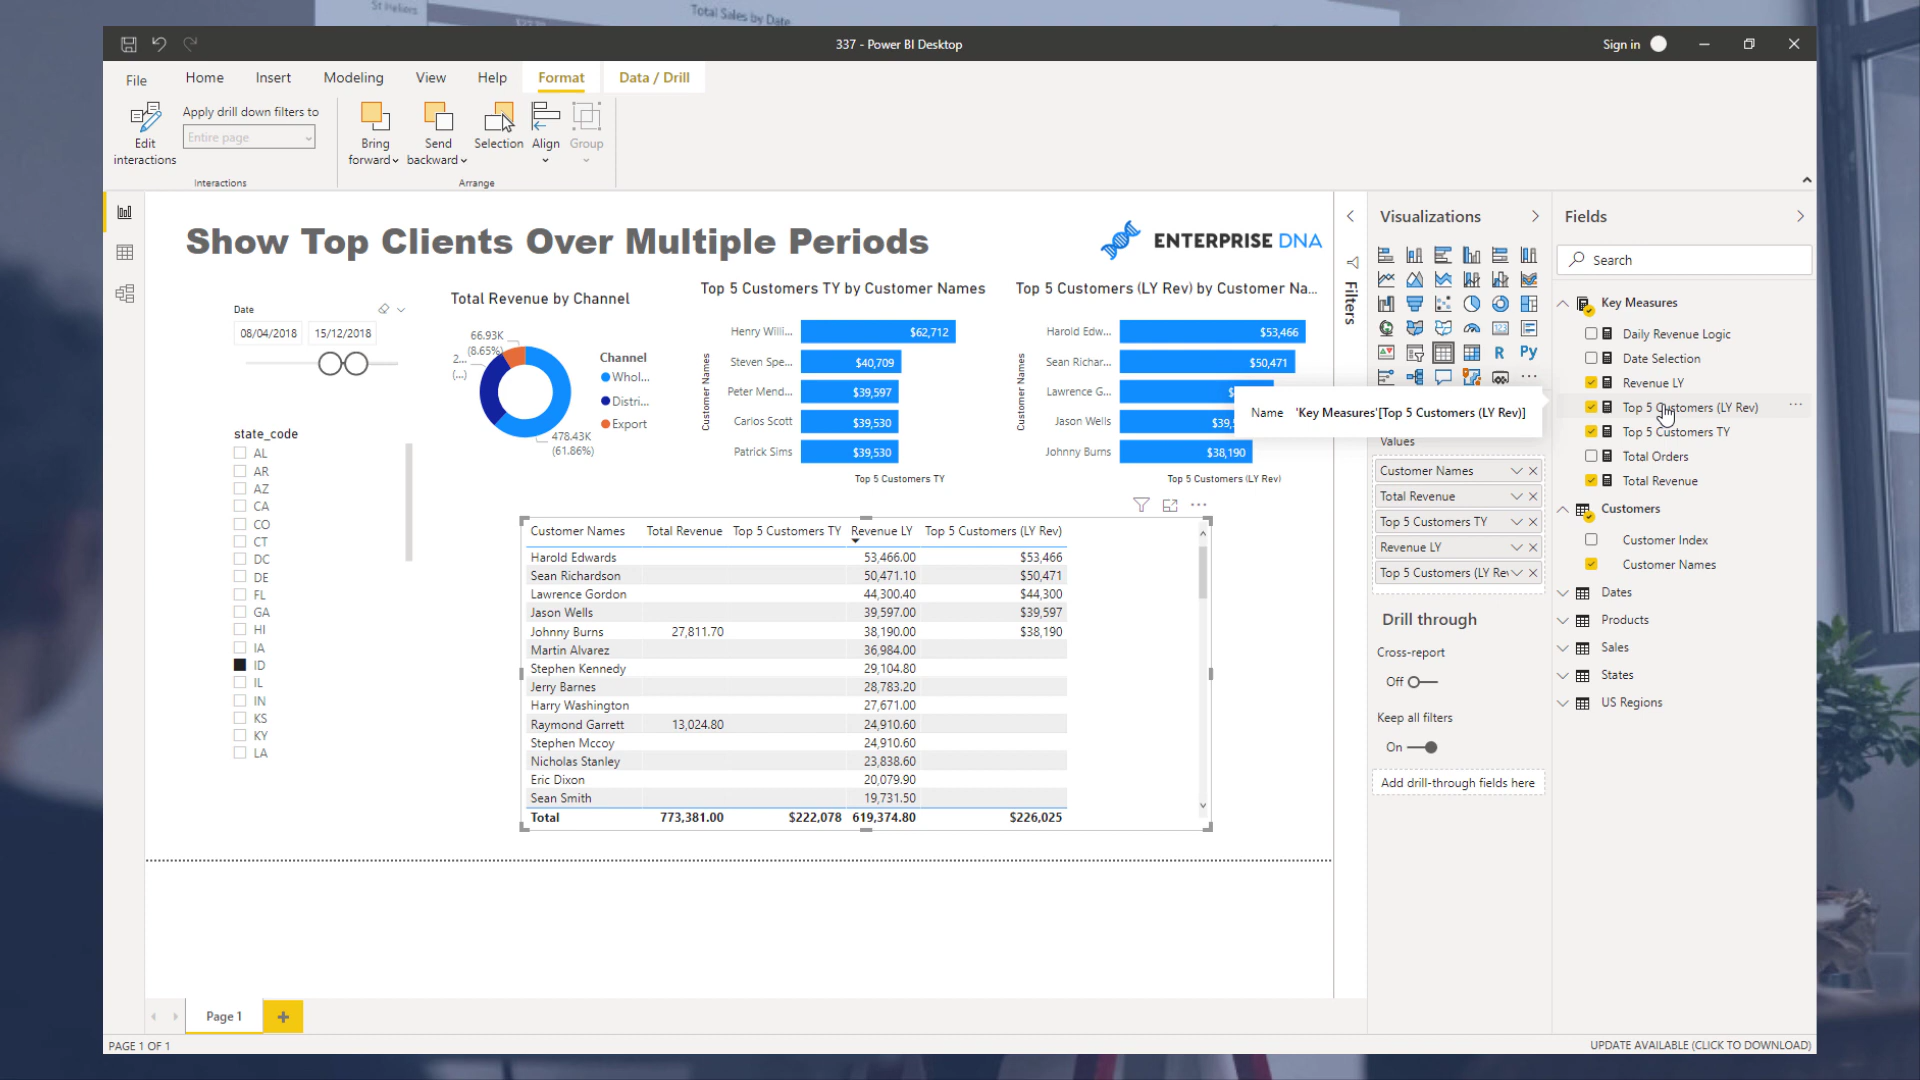 St Heliers
Total Sales by Date
337 - Power BI Desktop
Sign in
File
Home
Insert
Modeling
View
Help
Format
Data / Drill
Edit
interactions
Apply drill down filters to
Entire page
Interactions
Bring
forward
Send
backward
Selection
Align
Group
Arrange
Show Top Clients Over Multiple Periods
ENTERPRISE DNA
Date
08/04/2018
15/12/2018
state_code
AL
AR
AZ
CA
CO
CT
DC
DE
FL
GA
HI
IA
ID
IL
IN
KS
KY
LA
Total Revenue by Channel
66.93K
(8.65%)
2...
(...)
478.43K
(61.86%)
Channel
Whol...
Distri...
Export
Top 5 Customers TY by Customer Names
Customer Names
Henry Willi... $62,712
Steven Spe... $40,709
Peter Mend... $39,597
Carlos Scott $39,530
Patrick Sims $39,530
Top 5 Customers TY
Top 5 Customers (LY Rev) by Customer Na...
Customer Names
Harold Edw... $53,466
Sean Richar... $50,471
Lawrence G...
Jason Wells
Johnny Burns $38,190
Top 5 Customers (LY Rev)
Name 'Key Measures'[Top 5 Customers (LY Rev)]
Customer Names Total Revenue Top 5 Customers TY Revenue LY Top 5 Customers (LY Rev)
Harold Edwards 53,466.00 $53,466
Sean Richardson 50,471.10 $50,471
Lawrence Gordon 44,300.40 $44,300
Jason Wells 39,597.00 $39,597
Johnny Burns 27,811.70 38,190.00 $38,190
Martin Alvarez 36,984.00
Stephen Kennedy 29,104.80
Jerry Barnes 28,783.20
Harry Washington 27,671.00
Raymond Garrett 13,024.80 24,910.60
Stephen Mccoy 24,910.60
Nicholas Stanley 23,838.60
Eric Dixon 20,079.90
Sean Smith 19,731.50
Total 773,381.00 $222,078 619,374.80 $226,025
Filters
Visualizations
R
Py
Values
Customer Names
Total Revenue
Top 5 Customers TY
Revenue LY
Top 5 Customers (LY Re
Drill through
Cross-report
Off
Keep all filters
On
Add drill-through fields here
Fields
Search
Key Measures
Daily Revenue Logic
Date Selection
Revenue LY
Top 5 Customers (LY Rev)
Top 5 Customers TY
Total Orders
Total Revenue
Customers
Customer Index
Customer Names
Dates
Products
Sales
States
US Regions
Page 1
PAGE 1 OF 1
UPDATE AVAILABLE (CLICK TO DOWNLOAD)